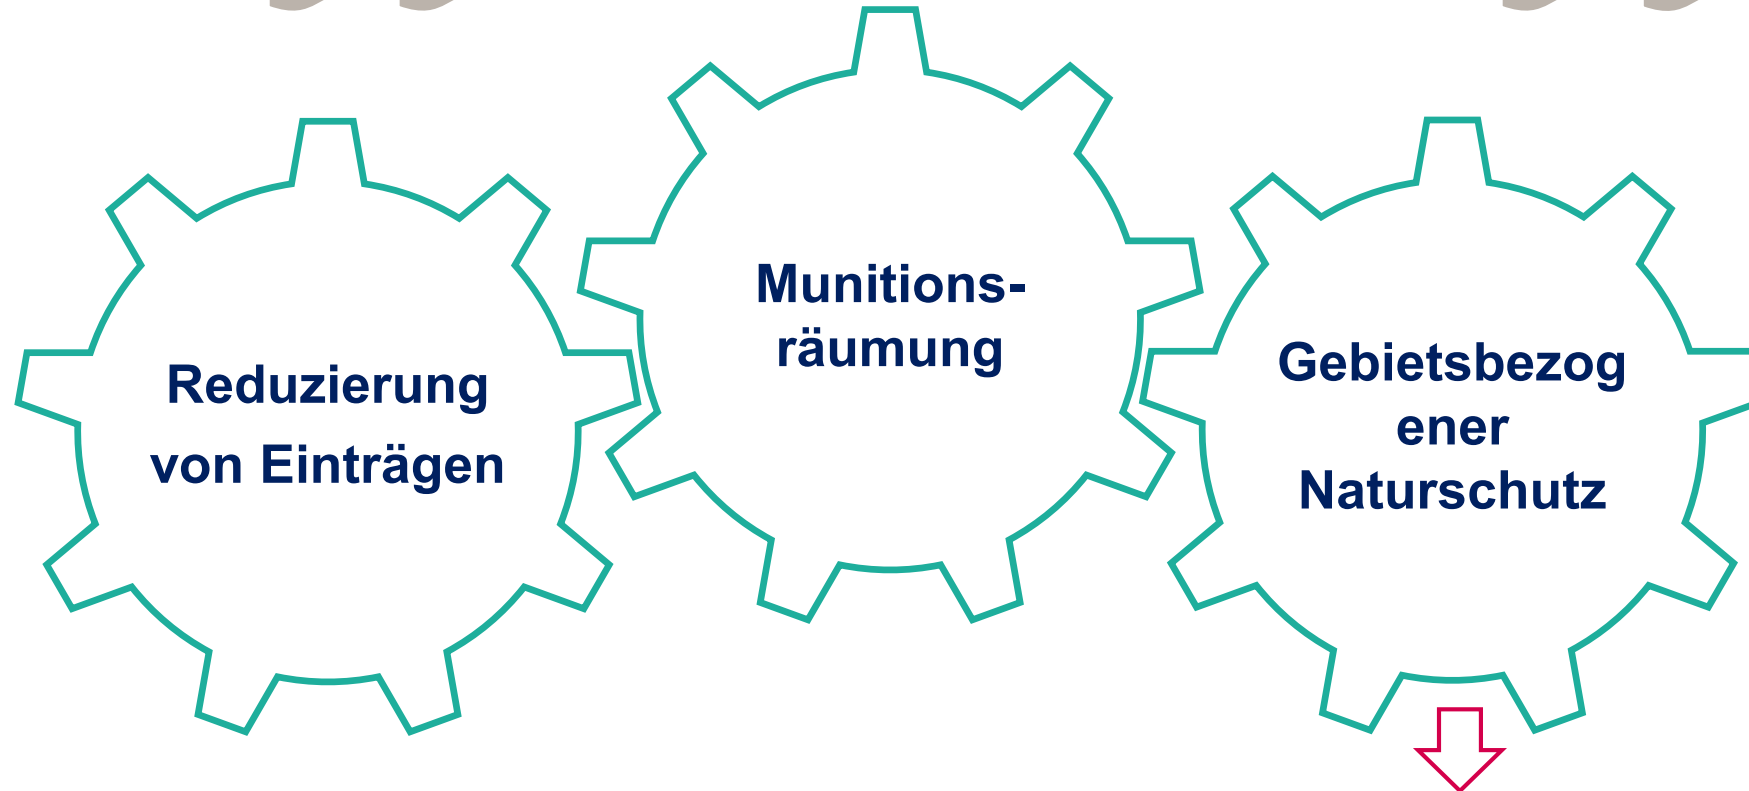 Reduzierung
von Einträgen
Munitions-
räumung
Gebietsbezog
ener
Naturschutz